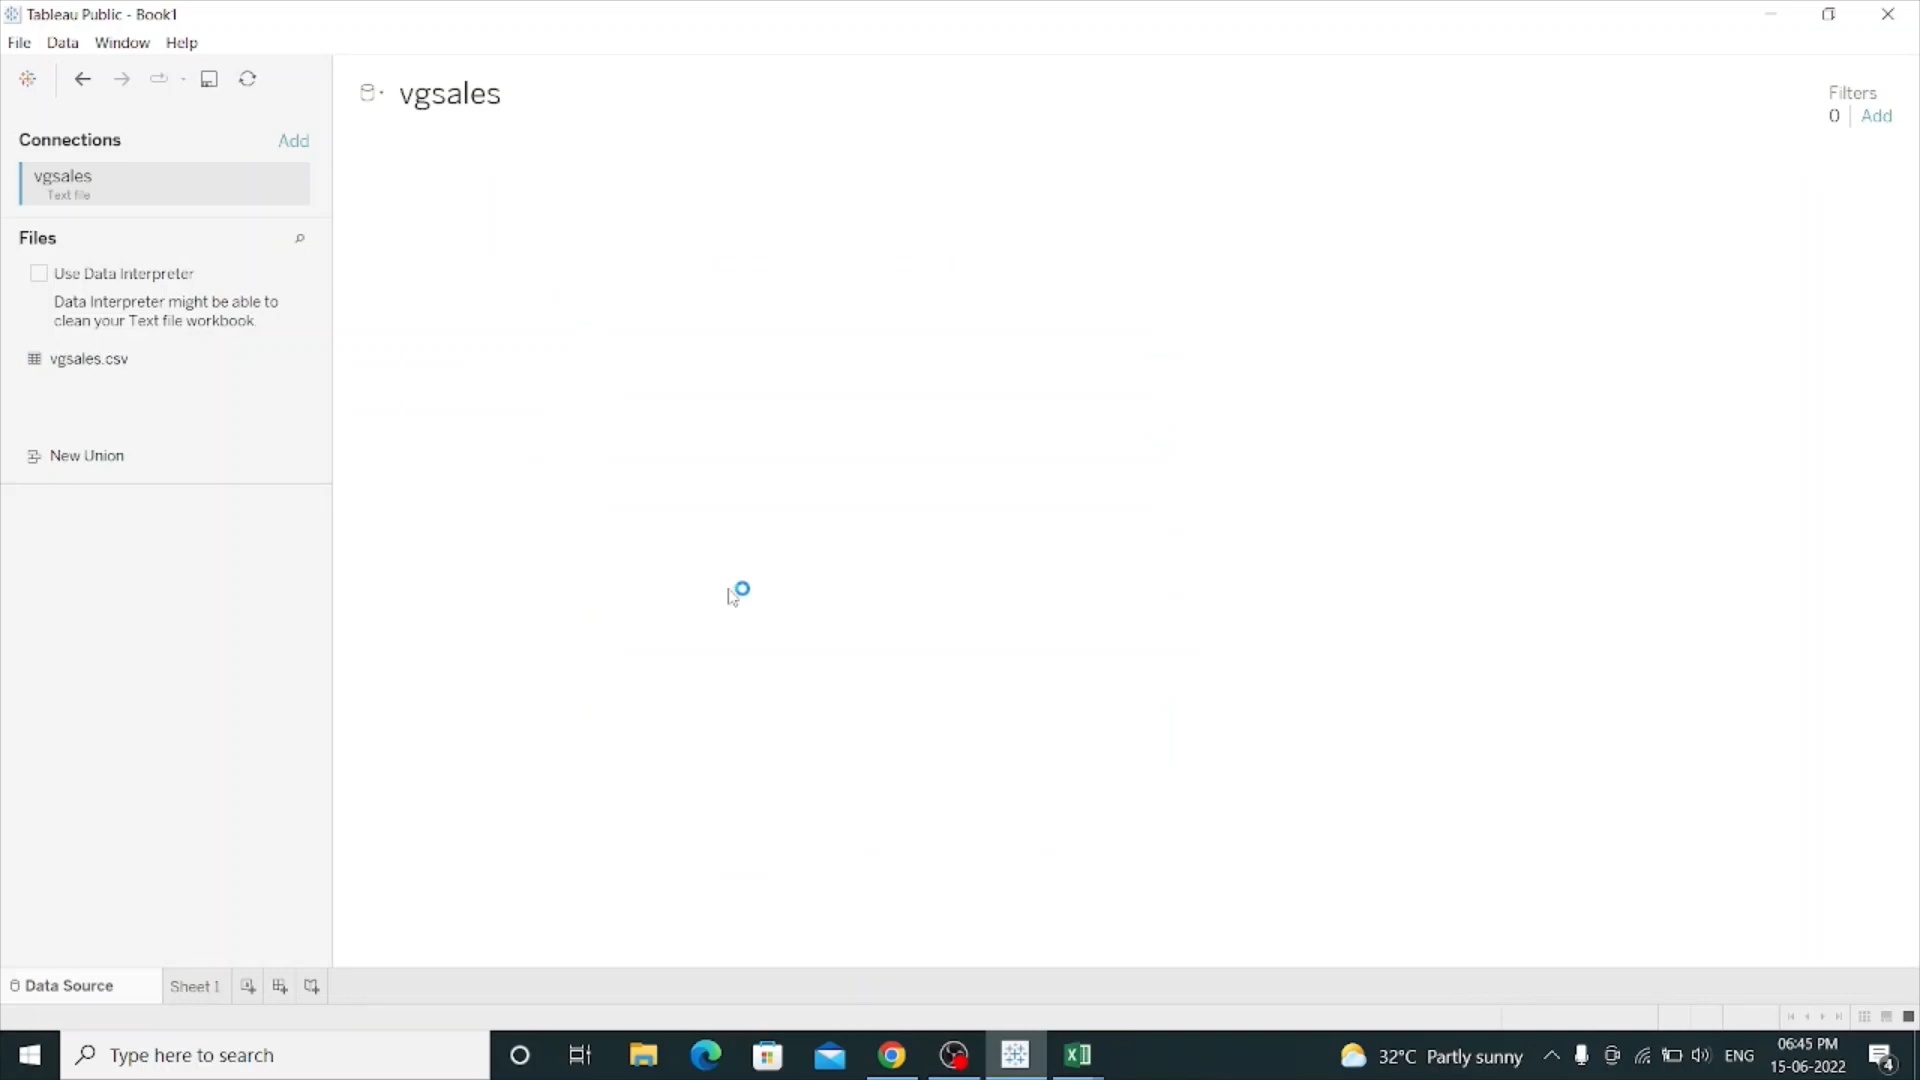 Tableau Public - Book1
File Data Window Help
vgsales
Filters
0 Add
Connections Add
vgsales
Text file
Files
Use Data Interpreter
Data Interpreter might be able to
clean your Text file workbook.
vgsales.csv
New Union
Data Source Sheet 1
Type here to search
32°C Partly sunny
ENG
06:45 PM
15-06-2022
4